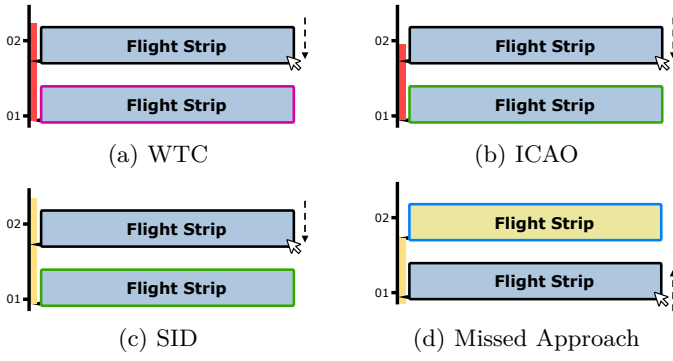 02
Flight Strip
01
Flight Strip
(a) WTC
02
Flight Strip
01
Flight Strip
(b) ICAO
02
Flight Strip
01
Flight Strip
(c) SID
02
Flight Strip
01
Flight Strip
(d) Missed Approach